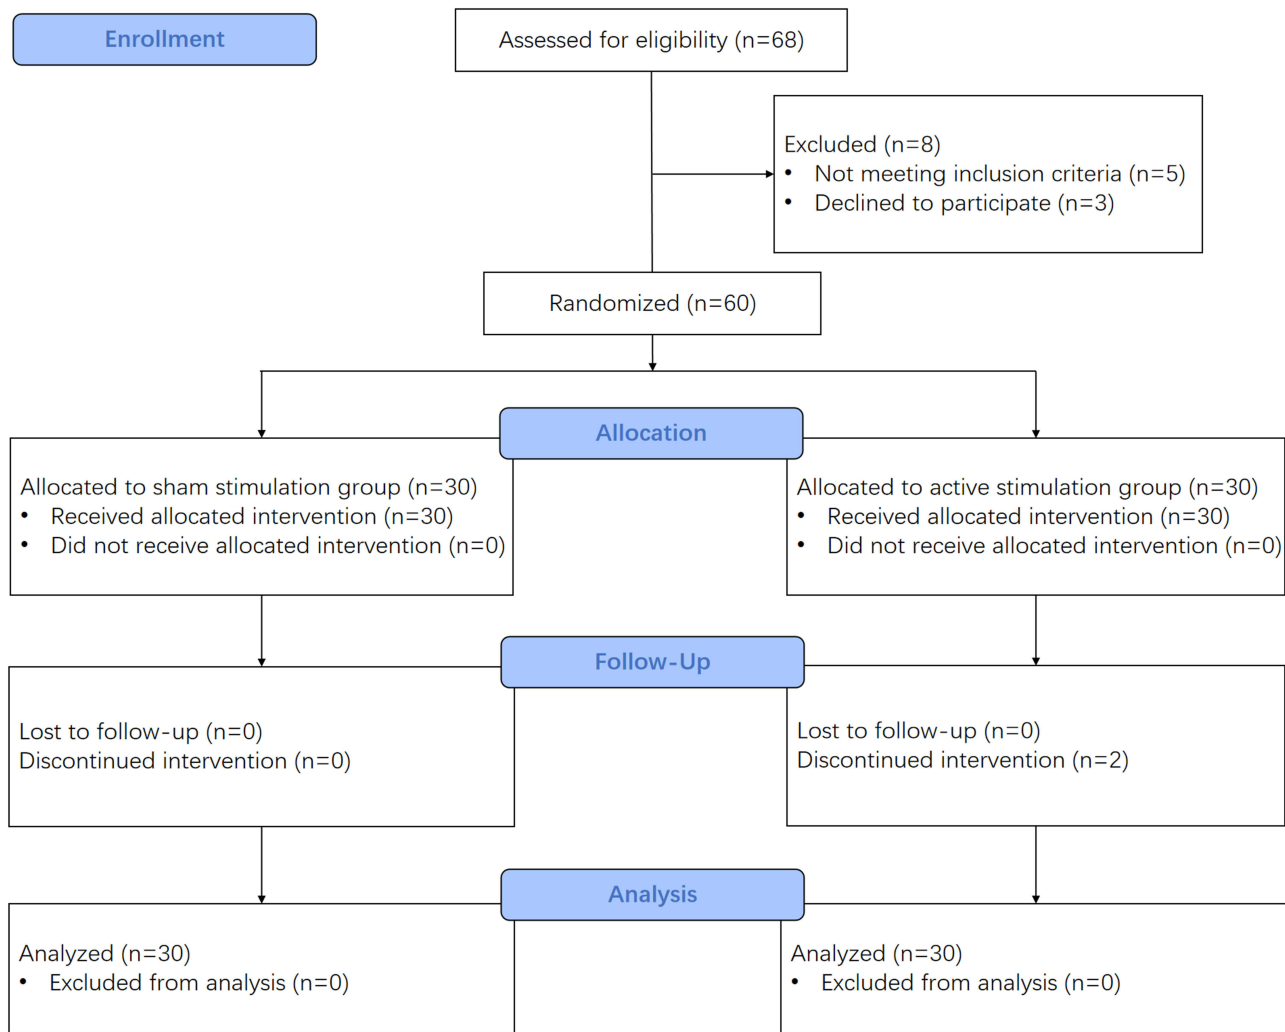 Enrollment
Assessed for eligibility (n=68)
Excluded (n=8)
• Not meeting inclusion criteria (n=5)
• Declined to participate (n=3)
Randomized (n=60)
Allocation
Allocated to sham stimulation group (n=30)
• Received allocated intervention (n=30)
• Did not receive allocated intervention (n=0)
Allocated to active stimulation group (n=30)
• Received allocated intervention (n=30)
• Did not receive allocated intervention (n=0)
Follow-Up
Lost to follow-up (n=0)
Discontinued intervention (n=0)
Lost to follow-up (n=0)
Discontinued intervention (n=2)
Analysis
Analyzed (n=30)
• Excluded from analysis (n=0)
Analyzed (n=30)
• Excluded from analysis (n=0)